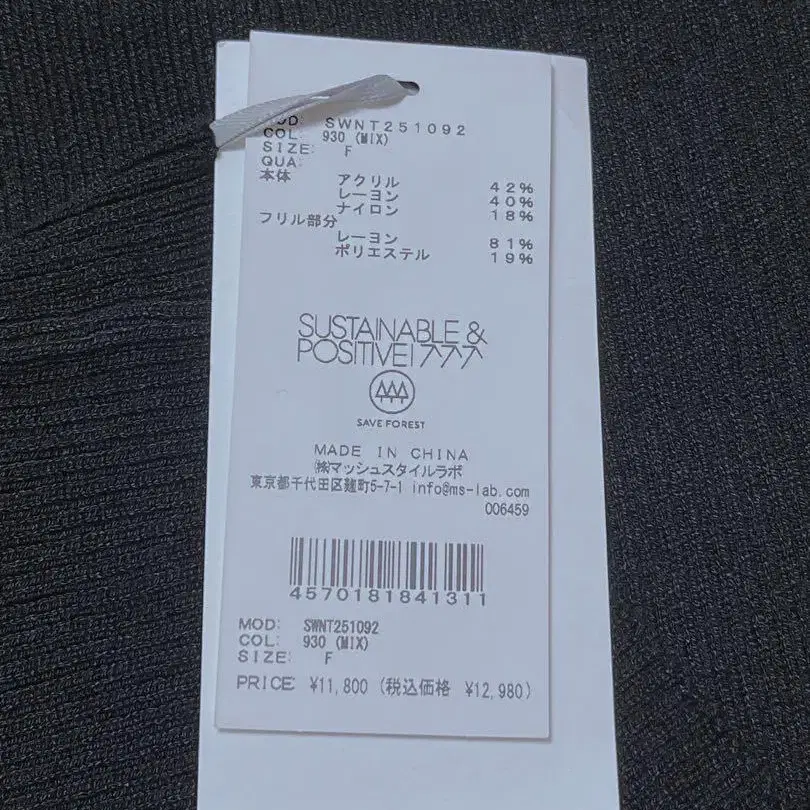 MOD: SWNT251092
COL: 930 (MIX)
SIZE: F
QUA:
本体 アクリル 42%
レーヨン 40%
ナイロン 18%
フリル部分
レーヨン 81%
ポリエステル 19%
SUSTAINABLE &
POSITIVE!
SAVE FOREST
MADE IN CHINA
㈱マッシュスタイルラボ
東京都千代田区麹町5-7-1 info@ms-lab.com
006459
4570181841311
MOD: SWNT251092
COL: 930 (MIX)
SIZE: F
PRICE: ¥11,800 (税込価格 ¥12,980)